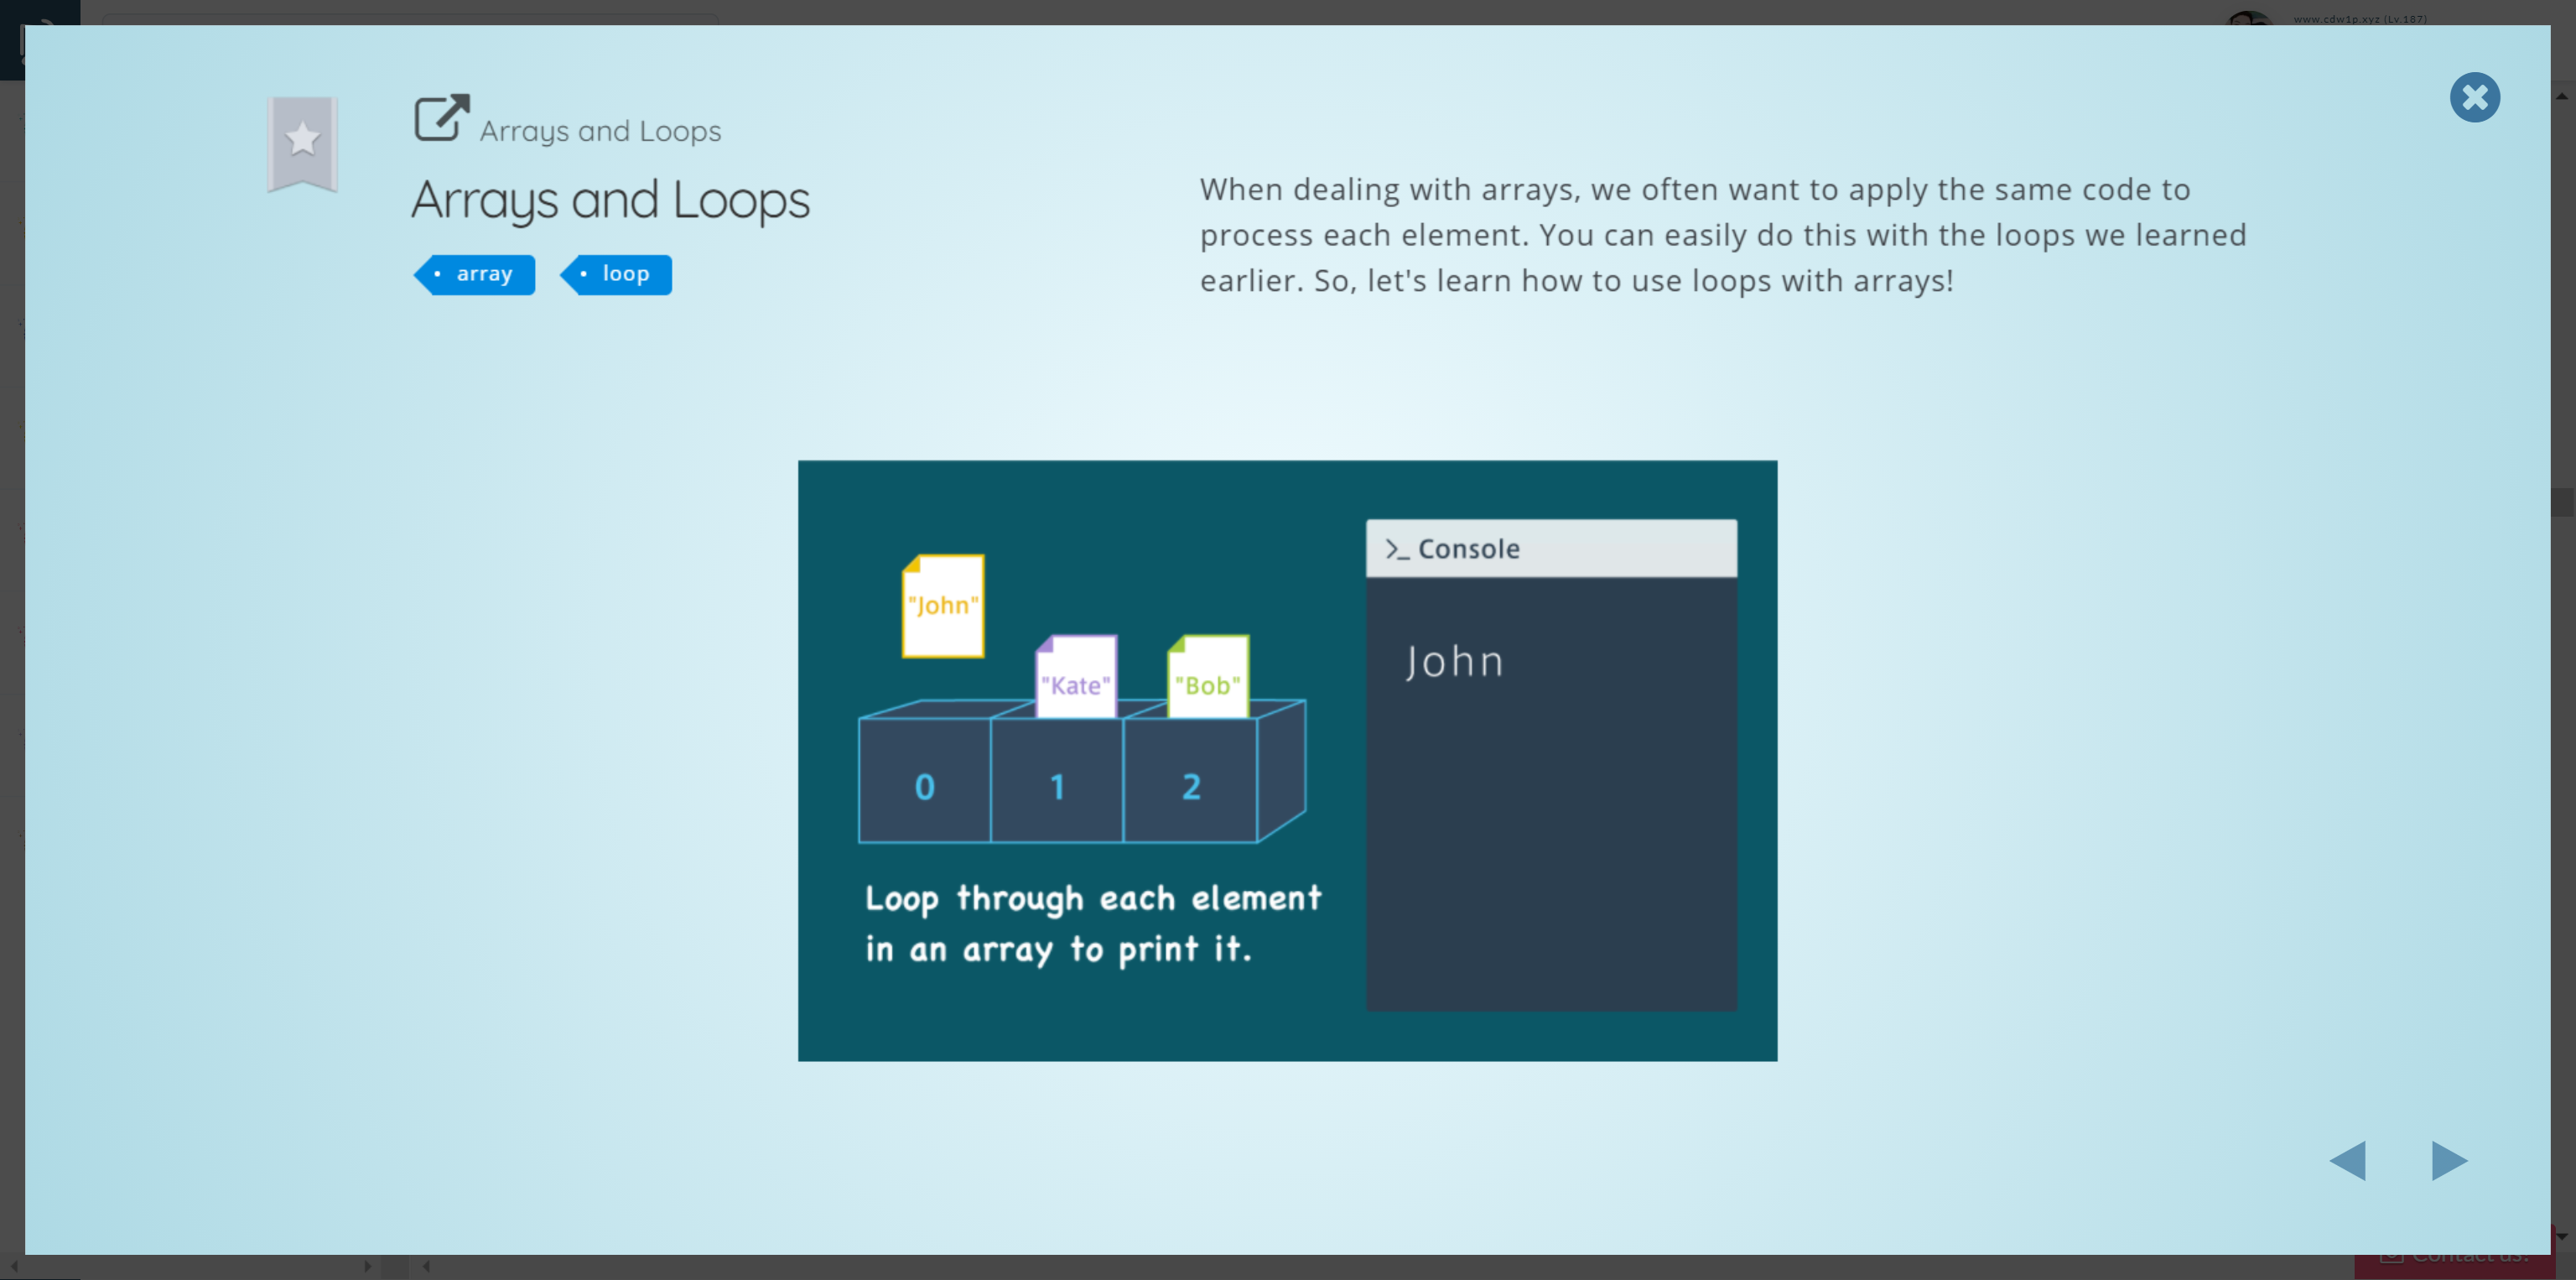 www.cdw1p.xyz (Lv.187)
Arrays and Loops
Arrays and Loops
array
loop
When dealing with arrays, we often want to apply the same code to
process each element. You can easily do this with the loops we learned
earlier. So, let's learn how to use loops with arrays!
>_ Console
"John"
"Kate"
"Bob"
John
0
1
2
Loop through each element
in an array to print it.
Contact us!